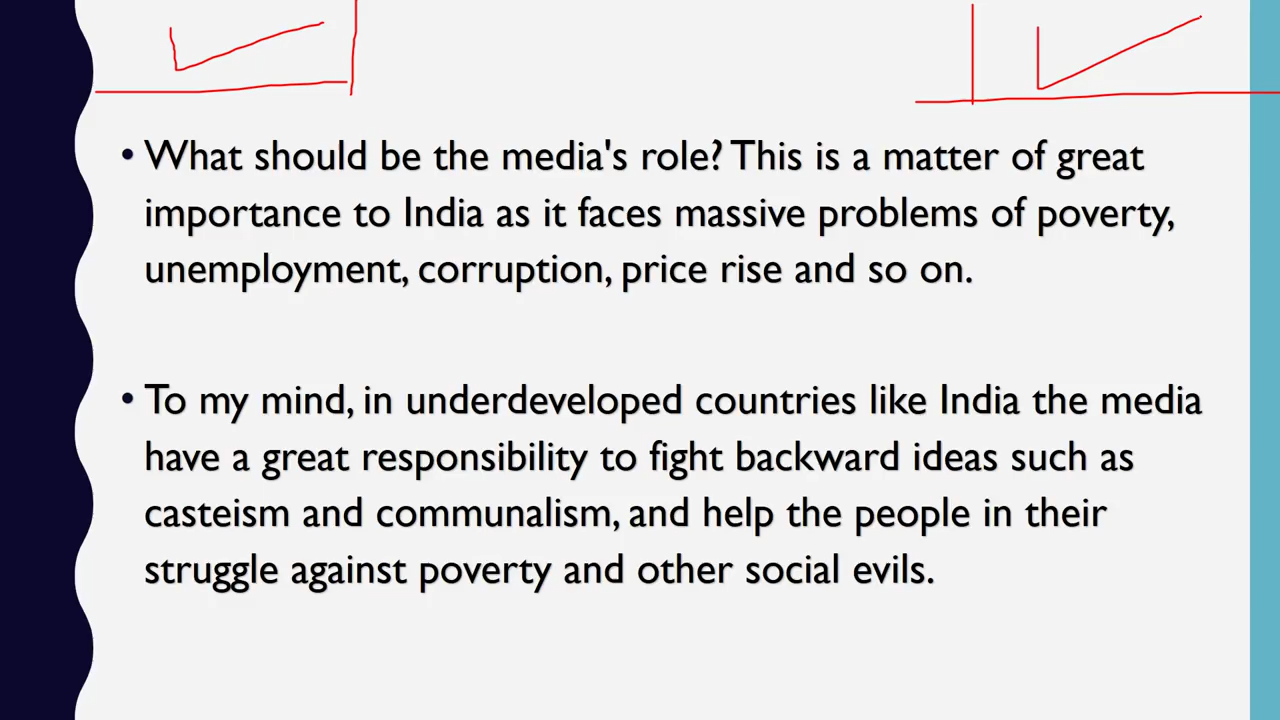 • What should be the media's role? This is a matter of great
importance to India as it faces massive problems of poverty,
unemployment, corruption, price rise and so on.
• To my mind, in underdeveloped countries like India the media
have a great responsibility to fight backward ideas such as
casteism and communalism, and help the people in their
struggle against poverty and other social evils.